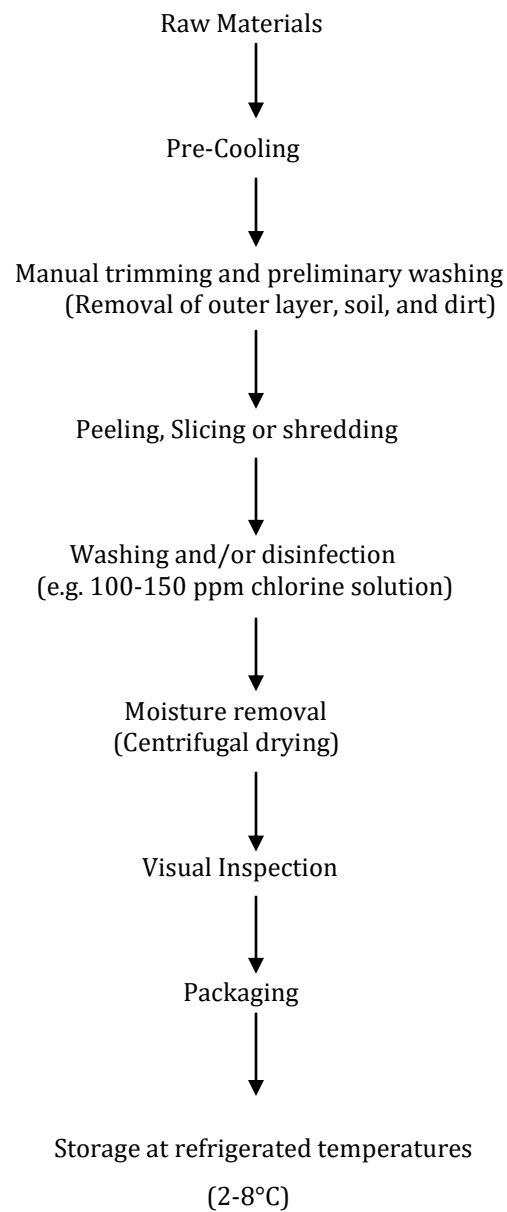 Raw Materials
Pre-Cooling
Manual trimming and preliminary washing
(Removal of outer layer, soil, and dirt)
Peeling, Slicing or shredding
Washing and/or disinfection
(e.g. 100-150 ppm chlorine solution)
Moisture removal
(Centrifugal drying)
Visual Inspection
Packaging
Storage at refrigerated temperatures
(2-8°C)